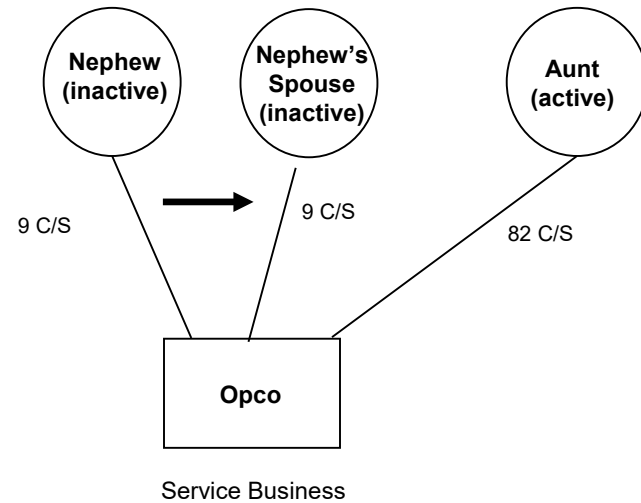 Nephew
(inactive)
Nephew's
Spouse
(inactive)
Aunt
(active)
9 C/S
9 C/S
82 C/S
Opco
Service Business